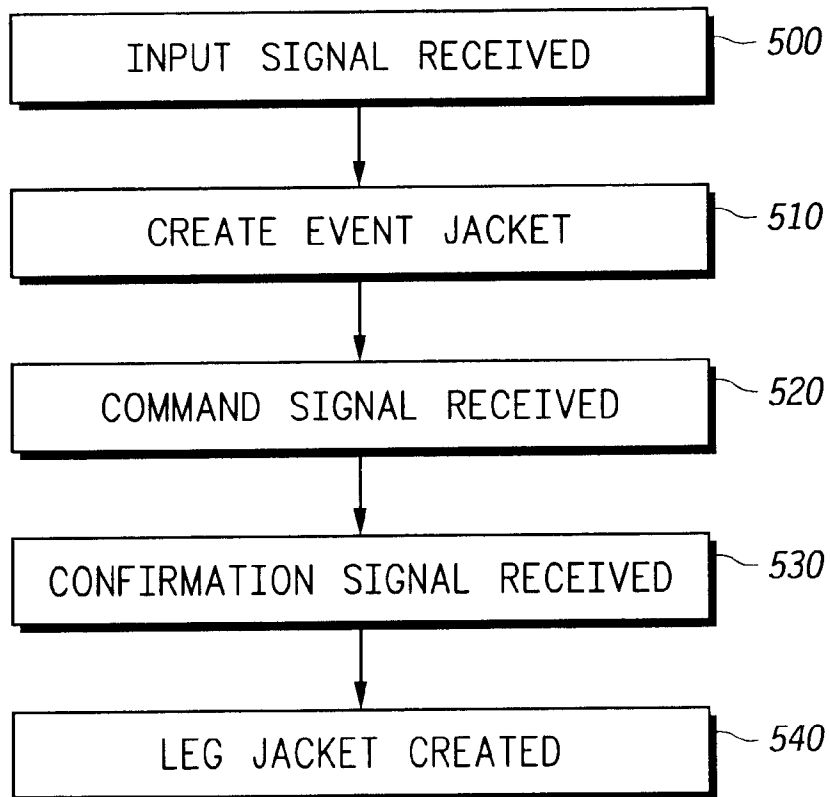 INPUT SIGNAL RECEIVED 500
CREATE EVENT JACKET 510
COMMAND SIGNAL RECEIVED 520
CONFIRMATION SIGNAL RECEIVED 530
LEG JACKET CREATED 540